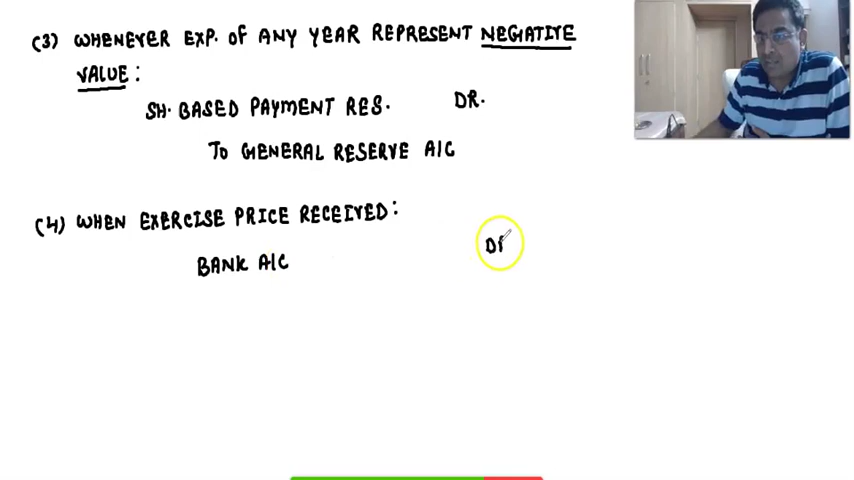 (3) WHENEVER EXP. OF ANY YEAR REPRESENT NEGATIVE
VALUE :
SH. BASED PAYMENT RES. DR.
TO GENERAL RESERVE A/C
(4) WHEN EXERCISE PRICE RECEIVED :
BANK A/C DR